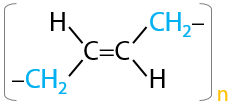 H CH₂–
C=C
–CH₂ H
n